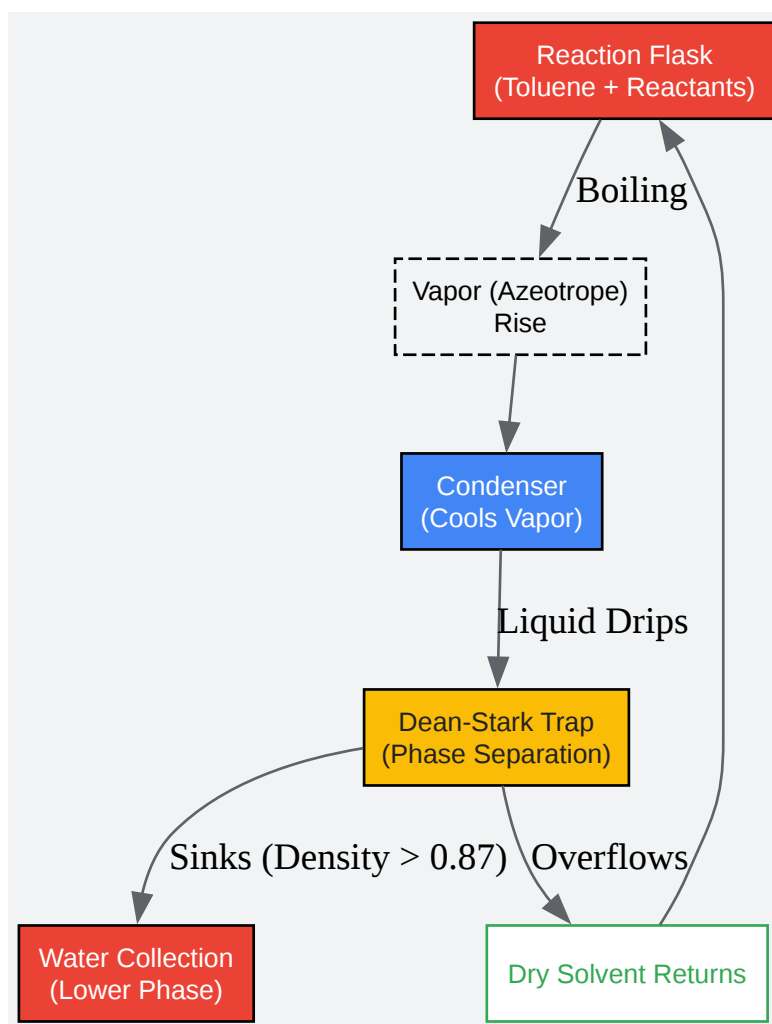 Reaction Flask
(Toluene + Reactants)
Boiling
Vapor (Azeotrope)
Rise
Condenser
(Cools Vapor)
Liquid Drips
Dean-Stark Trap
(Phase Separation)
Sinks (Density > 0.87)
Overflows
Water Collection
(Lower Phase)
Dry Solvent Returns